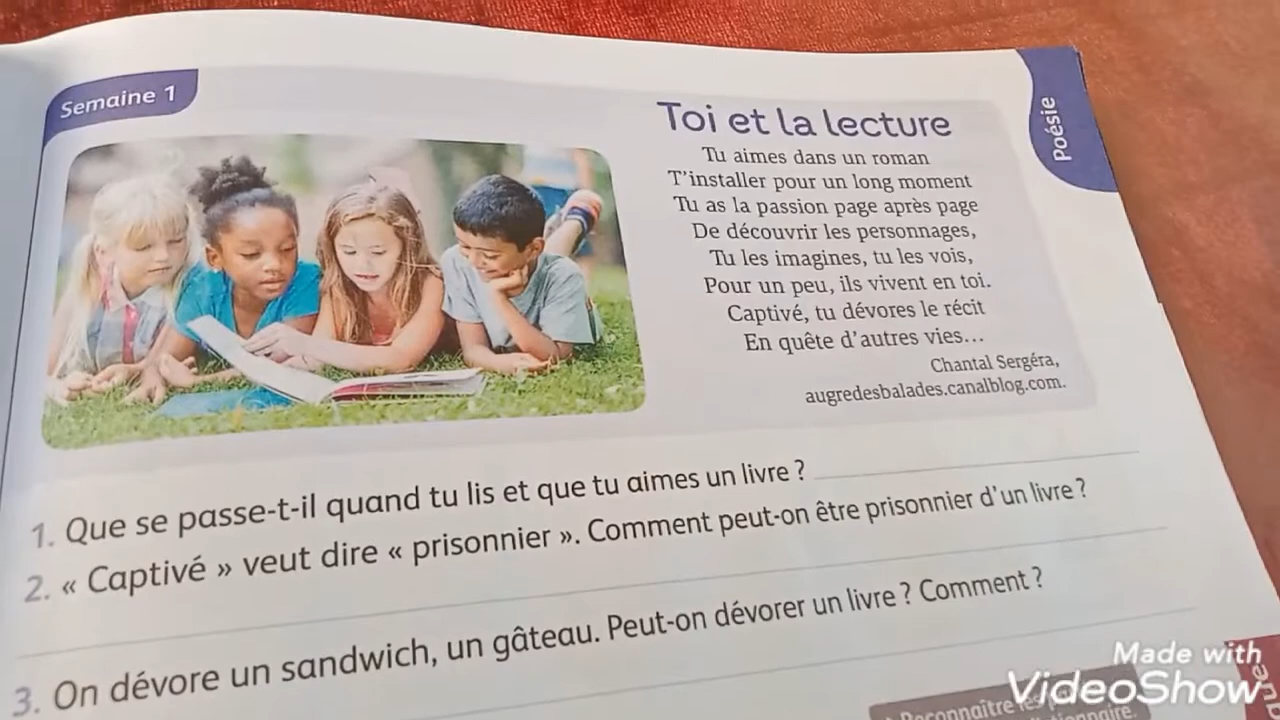 Semaine 1
Poésie
Toi et la lecture
Tu aimes dans un roman
T'installer pour un long moment
Tu as la passion page après page
De découvrir les personnages,
Tu les imagines, tu les vois,
Pour un peu, ils vivent en toi.
Captivé, tu dévores le récit
En quête d'autres vies...
Chantal Sergéra,
augredesbalades.canalblog.com.
1. Que se passe-t-il quand tu lis et que tu aimes un livre ?
2. « Captivé » veut dire « prisonnier ». Comment peut-on être prisonnier d'un livre ?
3. On dévore un sandwich, un gâteau. Peut-on dévorer un livre ? Comment ?
Reconnaître les
Made with
VideoShow